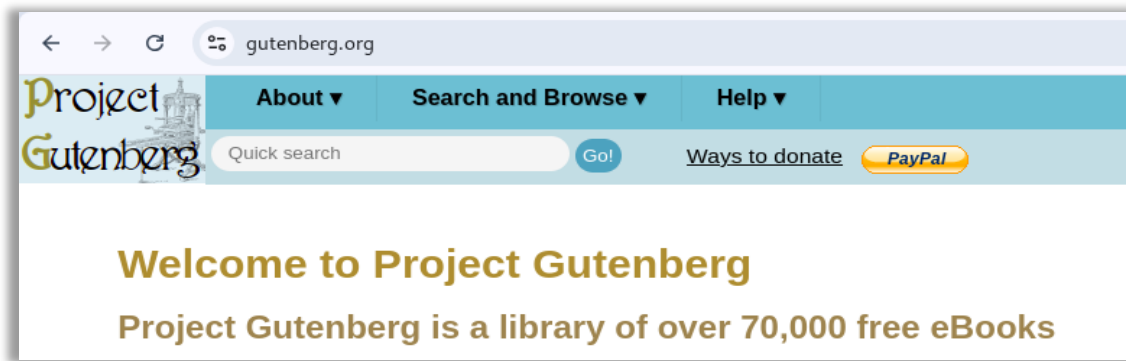 gutenberg.org
Project
Gutenberg
About ▾ Search and Browse ▾ Help ▾
Quick search Go! Ways to donate PayPal
Welcome to Project Gutenberg
Project Gutenberg is a library of over 70,000 free eBooks